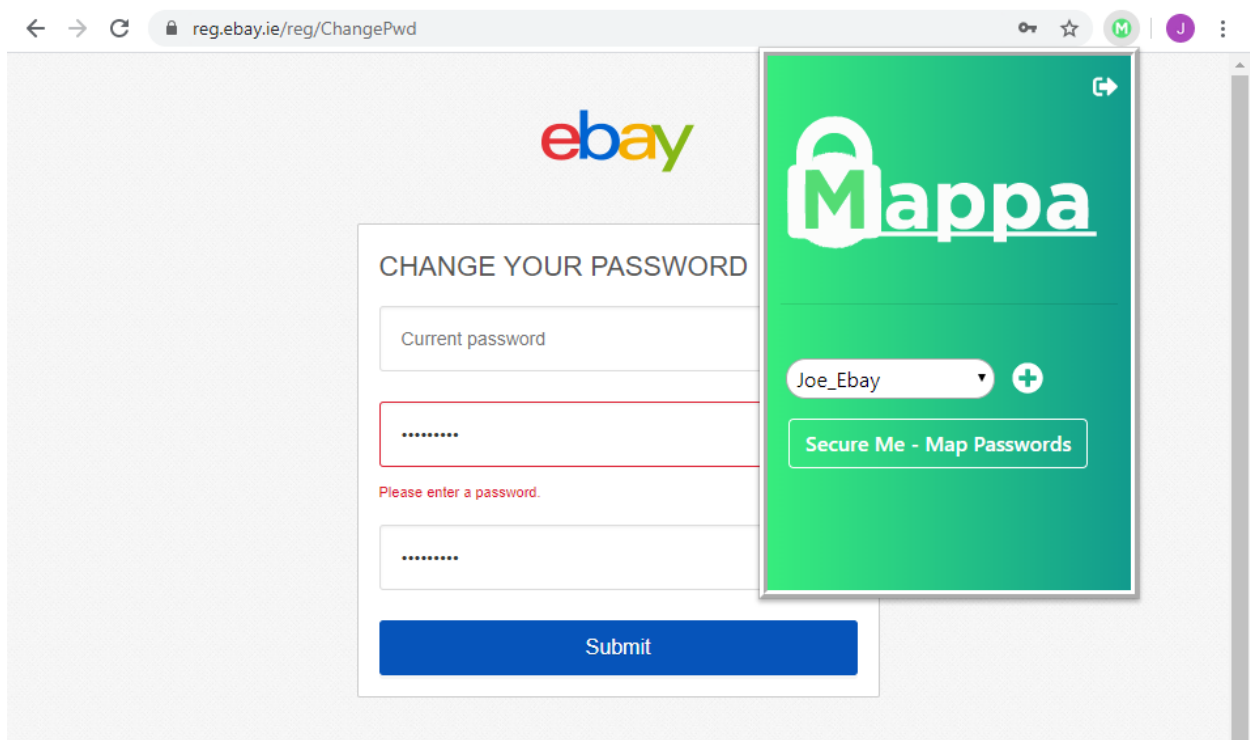 reg.ebay.ie/reg/ChangePwd
M
J
ebay
CHANGE YOUR PASSWORD
Current password
•••••••••
Please enter a password.
•••••••••
Submit
Mappa
Joe_Ebay
Secure Me - Map Passwords